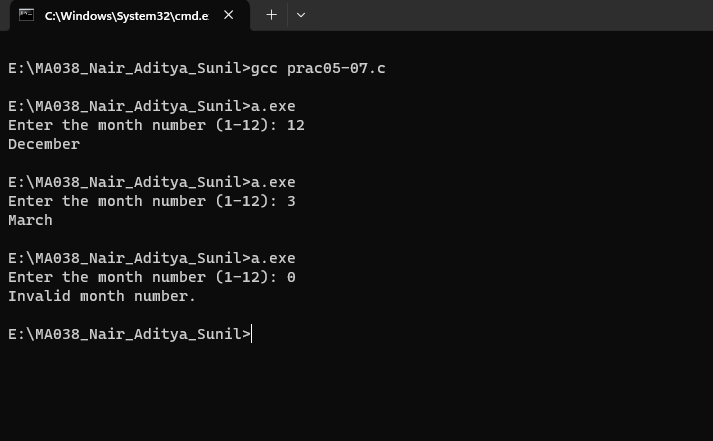 C:\Windows\System32\cmd.e
E:\MA038_Nair_Aditya_Sunil>gcc prac05-07.c
E:\MA038_Nair_Aditya_Sunil>a.exe
Enter the month number (1-12): 12
December
E:\MA038_Nair_Aditya_Sunil>a.exe
Enter the month number (1-12): 3
March
E:\MA038_Nair_Aditya_Sunil>a.exe
Enter the month number (1-12): 0
Invalid month number.
E:\MA038_Nair_Aditya_Sunil>